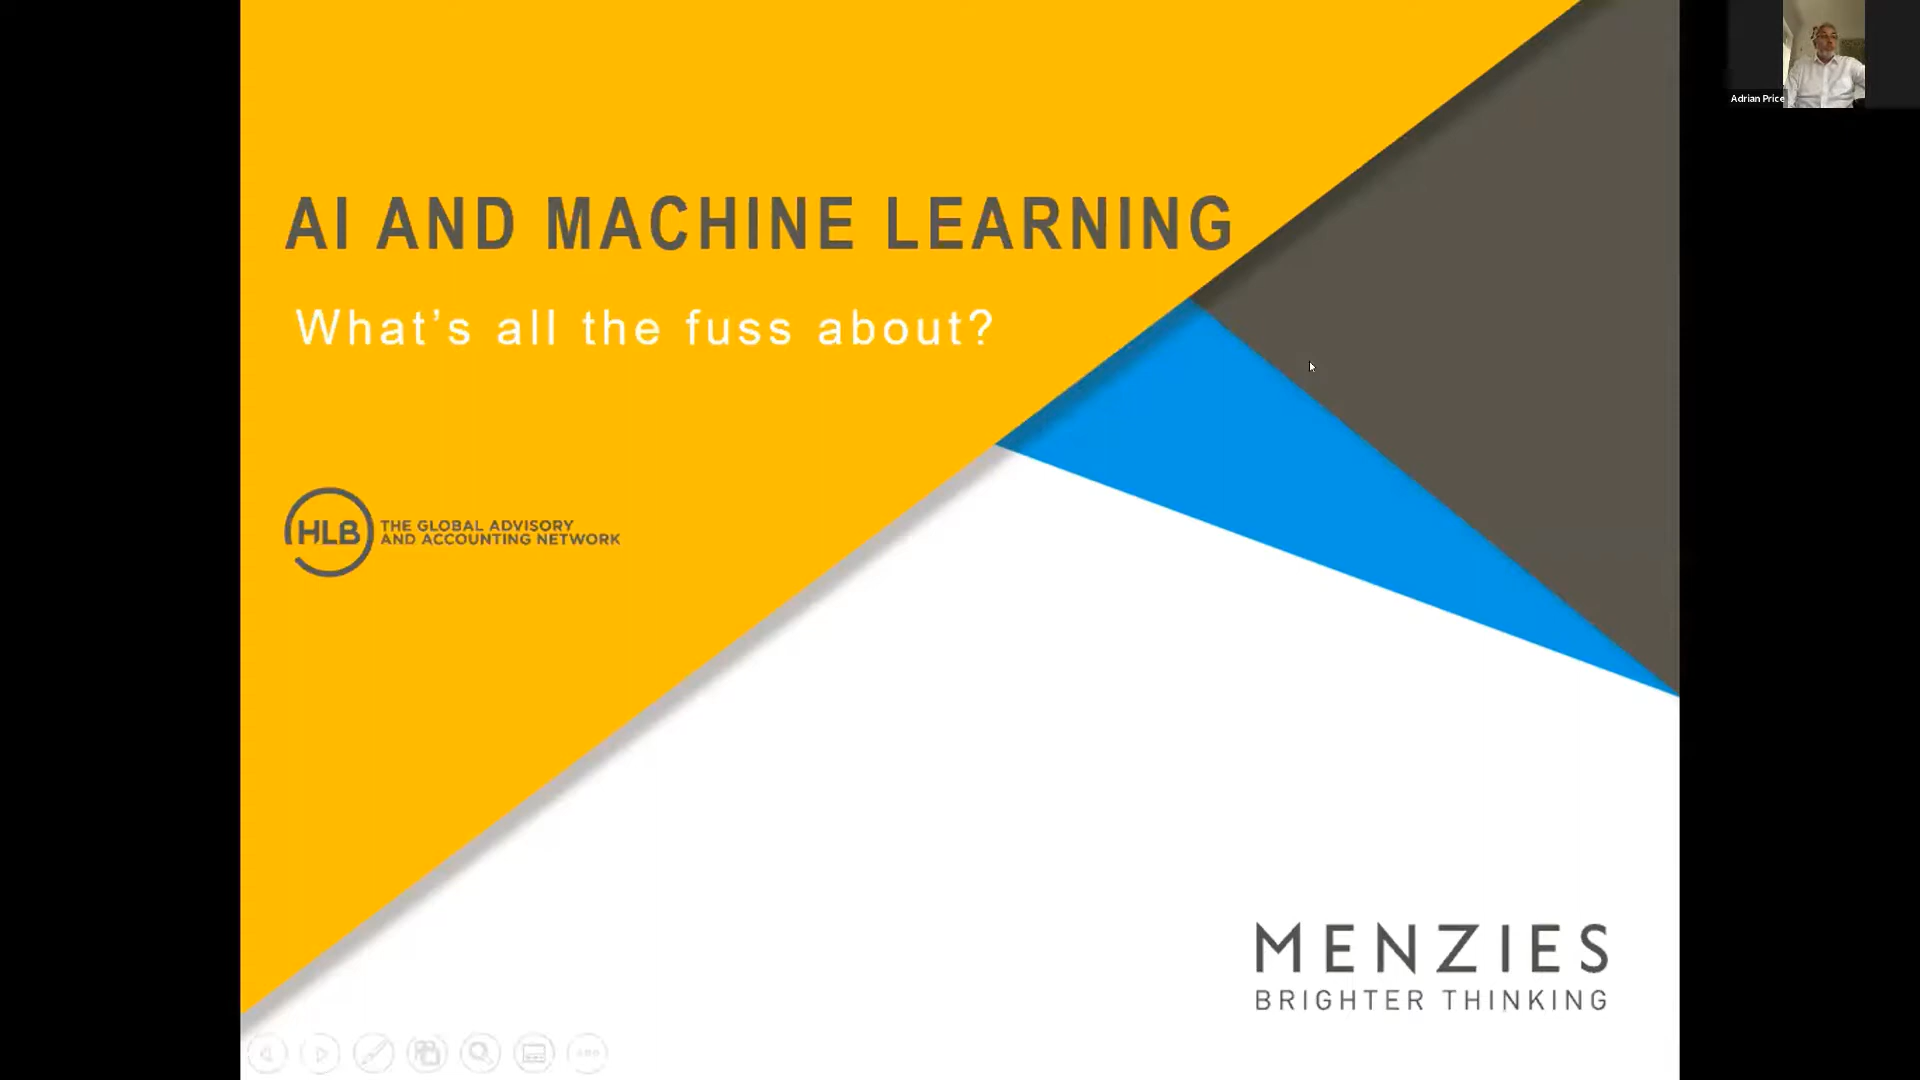 AI AND MACHINE LEARNING
What's all the fuss about?
HLB
THE GLOBAL ADVISORY
AND ACCOUNTING NETWORK
MENZIES
BRIGHTER THINKING
Adrian Price